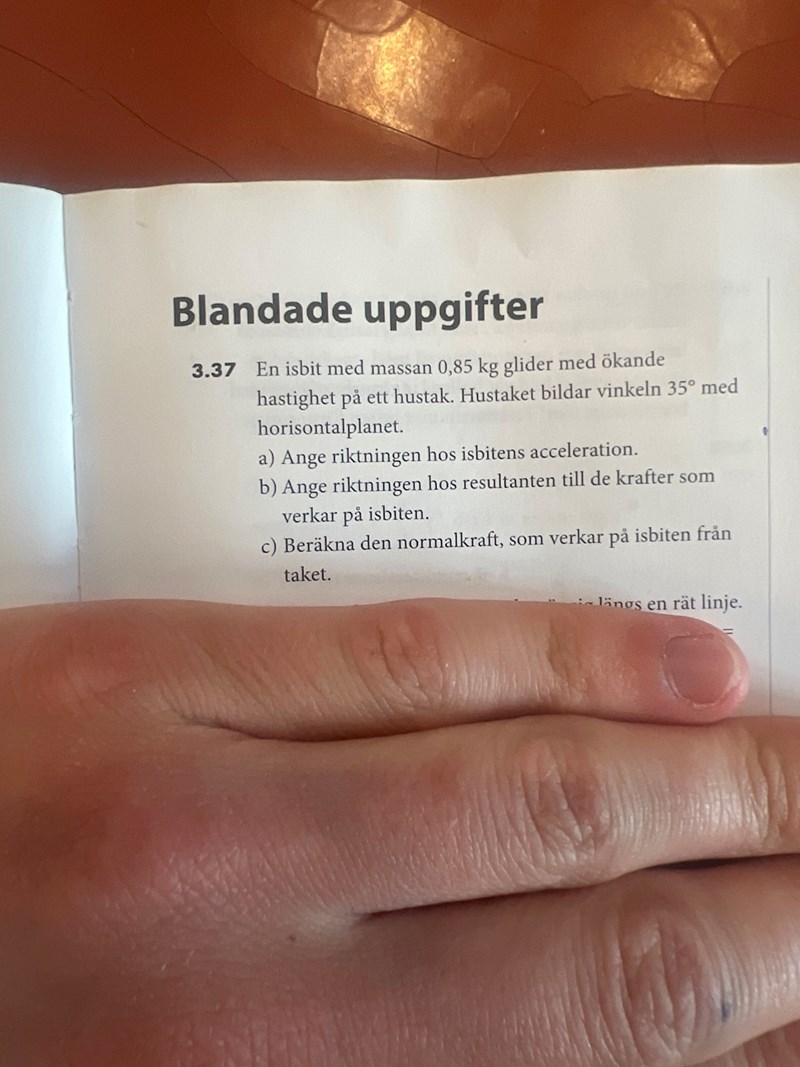 Blandade uppgifter
3.37 En isbit med massan 0,85 kg glider med ökande
hastighet på ett hustak. Hustaket bildar vinkeln 35° med
horisontalplanet.
a) Ange riktningen hos isbitens acceleration.
b) Ange riktningen hos resultanten till de krafter som
verkar på isbiten.
c) Beräkna den normalkraft, som verkar på isbiten från
taket.
längs en rät linje.
=